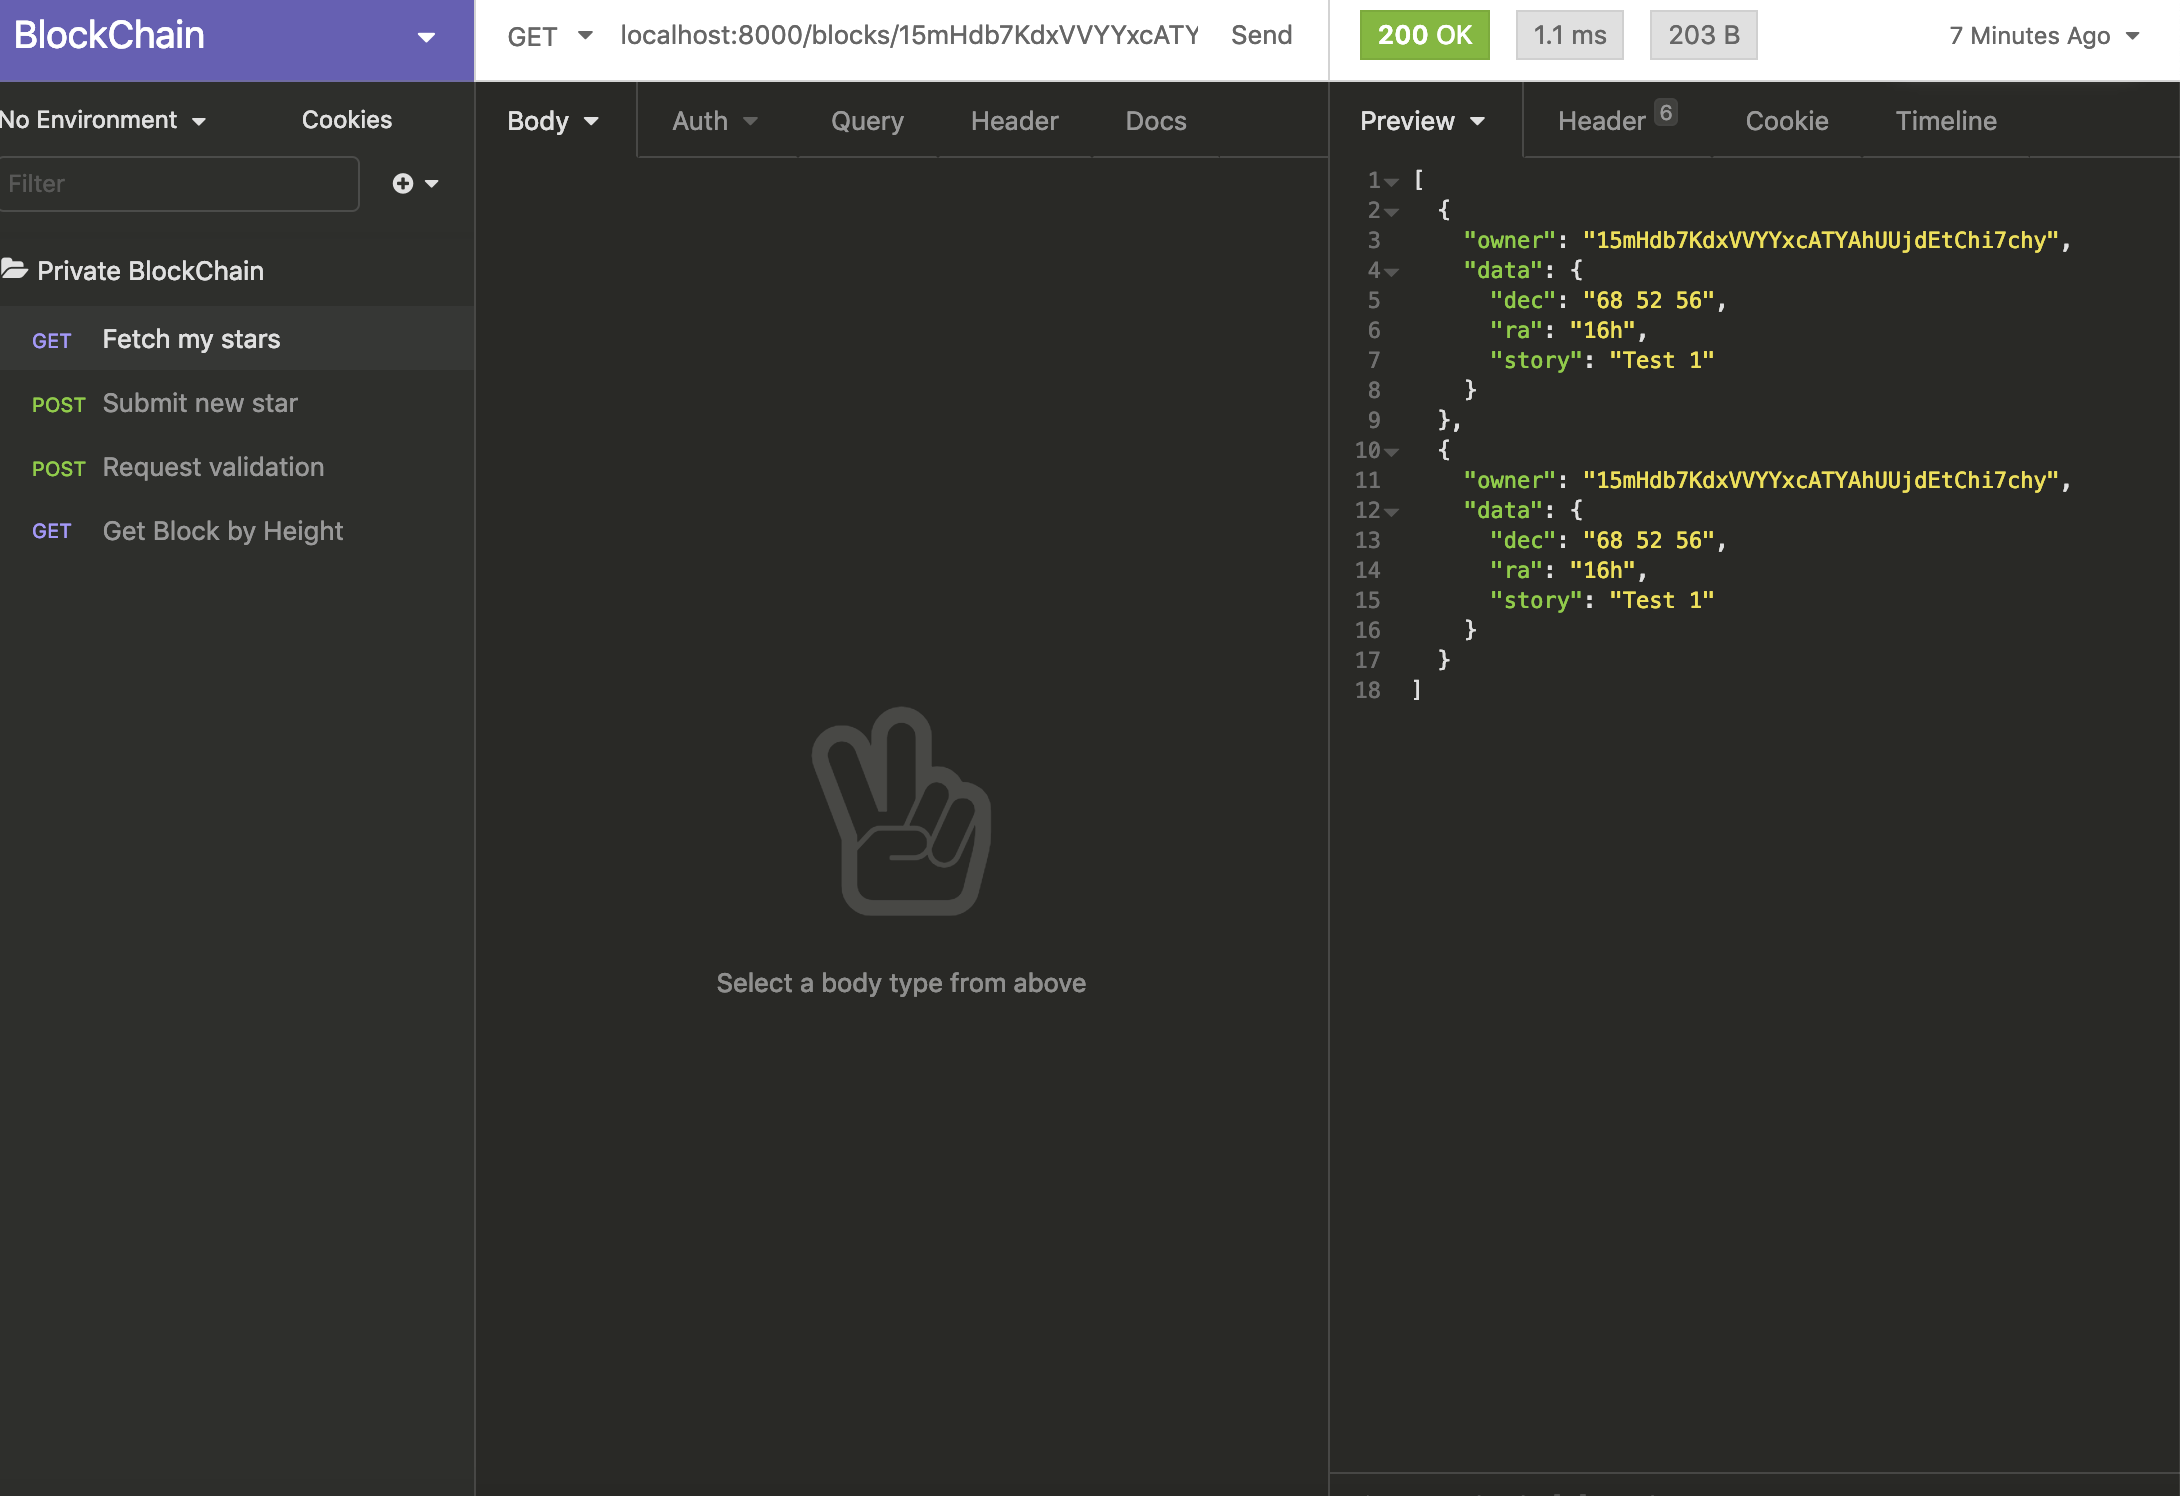 BlockChain
No Environment
Cookies
Filter
Private BlockChain
GET Fetch my stars
POST Submit new star
POST Request validation
GET Get Block by Height
GET localhost:8000/blocks/15mHdb7KdxVVYYxcATY Send
Body Auth Query Header Docs
Select a body type from above
200 OK 1.1 ms 203 B 7 Minutes Ago
Preview Header 6 Cookie Timeline
1 [
2 {
3 "owner": "15mHdb7KdxVVYYxcATYAhUUjdEtChi7chy",
4 "data": {
5 "dec": "68 52 56",
6 "ra": "16h",
7 "story": "Test 1"
8 }
9 },
10 {
11 "owner": "15mHdb7KdxVVYYxcATYAhUUjdEtChi7chy",
12 "data": {
13 "dec": "68 52 56",
14 "ra": "16h",
15 "story": "Test 1"
16 }
17 }
18 ]